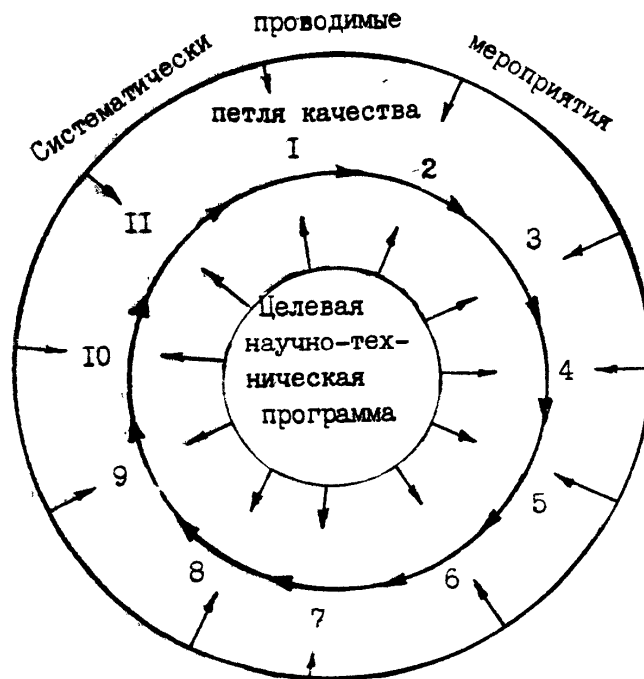 Систематически проводимые мероприятия
петля качества
I
2
3
4
5
6
7
8
9
IO
II
Целевая
научно-тех-
ническая
программа